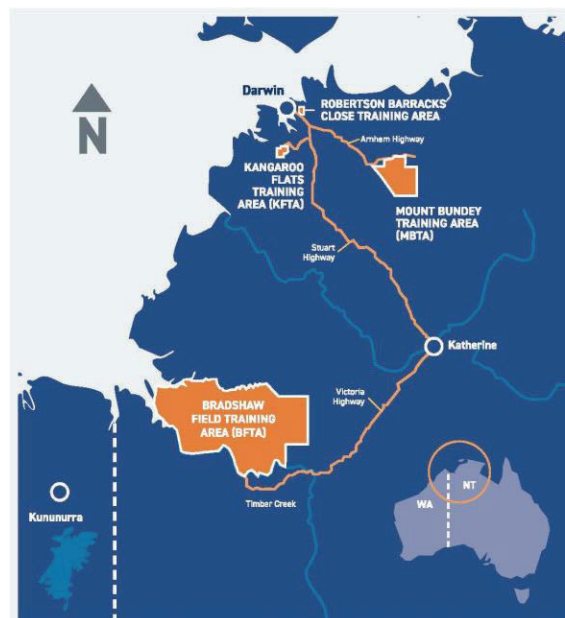 Darwin
ROBERTSON BARRACKS
CLOSE TRAINING AREA
Arnhem Highway
N
KANGAROO
FLATS
TRAINING
AREA (KFTA)
MOUNT BUNDEY
TRAINING AREA
(MBTA)
Stuart
Highway
Katherine
Victoria
Highway
BRADSHAW
FIELD TRAINING
AREA (BFTA)
Timber Creek
Kununurra
WA
NT